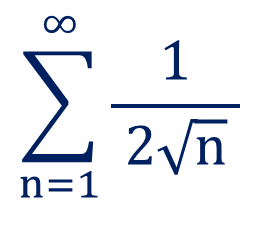 ∑_{n=1}^{∞} 1/(2√n)